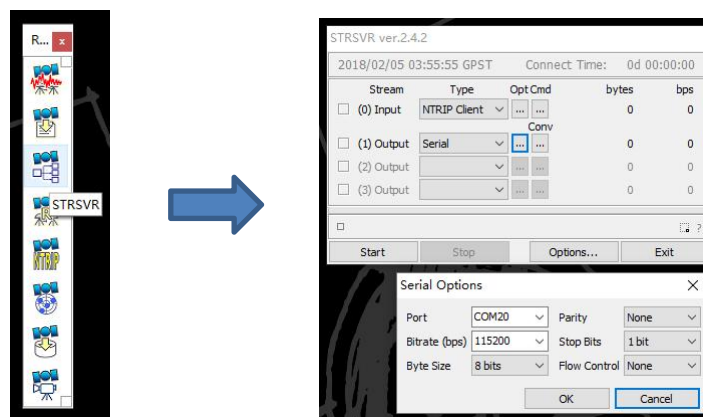 R... x
STRSVR
NTRIP
STRSVR ver.2.4.2
2018/02/05 03:55:55 GPST Connect Time: 0d 00:00:00
Stream Type Opt Cmd bytes bps
(0) Input NTRIP Client ... ... 0 0
Conv
(1) Output Serial ... ... 0 0
(2) Output ... ... 0 0
(3) Output ... ... 0 0
?
Start Stop Options... Exit
Serial Options X
Port COM20 Parity None
Bitrate (bps) 115200 Stop Bits 1 bit
Byte Size 8 bits Flow Control None
OK Cancel